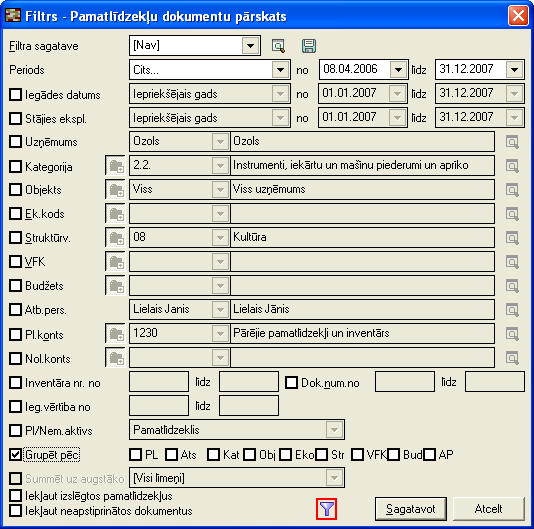 Filtrs - Pamatlīdzekļu dokumentu pārskats
Filtra sagatave [Nav]
Periods Cits... no 08.04.2006 līdz 31.12.2007
Iegādes datums Iepriekšējais gads no 01.01.2007 līdz 31.12.2007
Stājies ekspl. Iepriekšējais gads no 01.01.2007 līdz 31.12.2007
Uzņēmums Ozols Ozols
Kategorija 2.2. Instrumenti, iekārtu un mašīnu piederumi un aprīko
Objekts Viss Viss uzņēmums
Ek.kods
Struktūrv. 08 Kultūra
VFK
Budžets
Atb.pers. Lielais Janis Lielais Jānis
Pl.konts 1230 Pārējie pamatlīdzekļi un inventārs
Nol.konts
Inventāra nr. no līdz Dok.num.no līdz
Ieg.vērtība no līdz
Pl/Nem.aktīvs Pamatlīdzeklis
Grupēt pēc PL Ats Kat Obj Eko Str VFK Bud AP
Summēt uz augstāko [Visi līmeņi]
Iekļaut izslēgtos pamatlīdzekļus
Iekļaut neapstiprinātos dokumentus
Sagatavot Atcelt